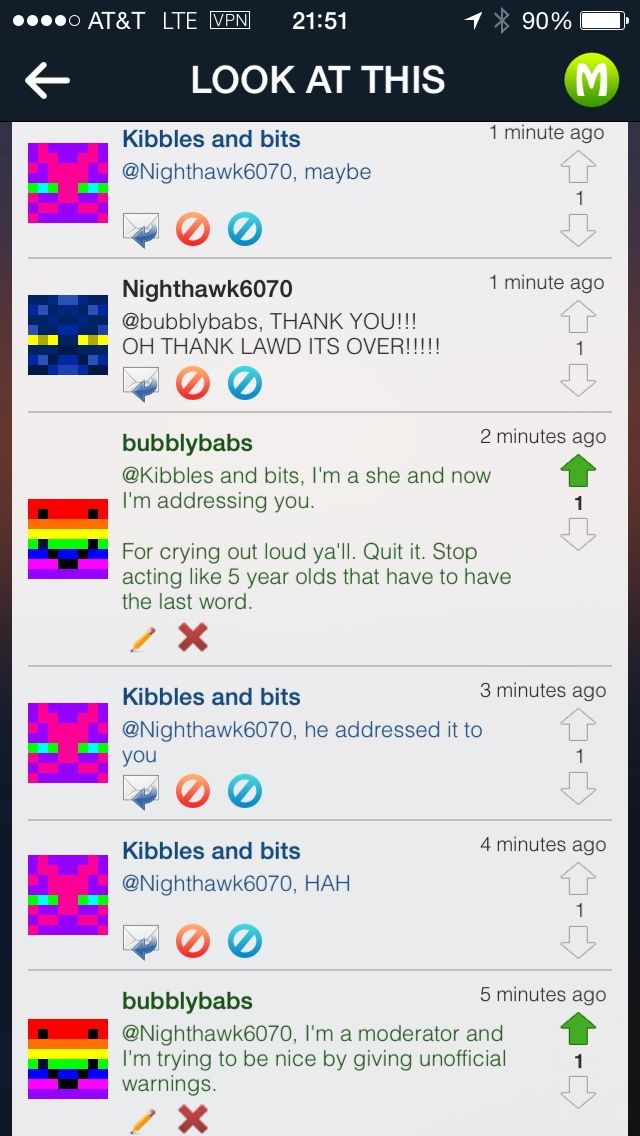 AT&T LTE VPN 21:51 90%
LOOK AT THIS
M
Kibbles and bits 1 minute ago
@Nighthawk6070, maybe
1
Nighthawk6070 1 minute ago
@bubblybabs, THANK YOU!!!
OH THANK LAWD ITS OVER!!!!!
1
bubblybabs 2 minutes ago
@Kibbles and bits, I'm a she and now
I'm addressing you.
1
For crying out loud ya'll. Quit it. Stop
acting like 5 year olds that have to have
the last word.
Kibbles and bits 3 minutes ago
@Nighthawk6070, he addressed it to
you
1
Kibbles and bits 4 minutes ago
@Nighthawk6070, HAH
1
bubblybabs 5 minutes ago
@Nighthawk6070, I'm a moderator and
I'm trying to be nice by giving unofficial
warnings.
1